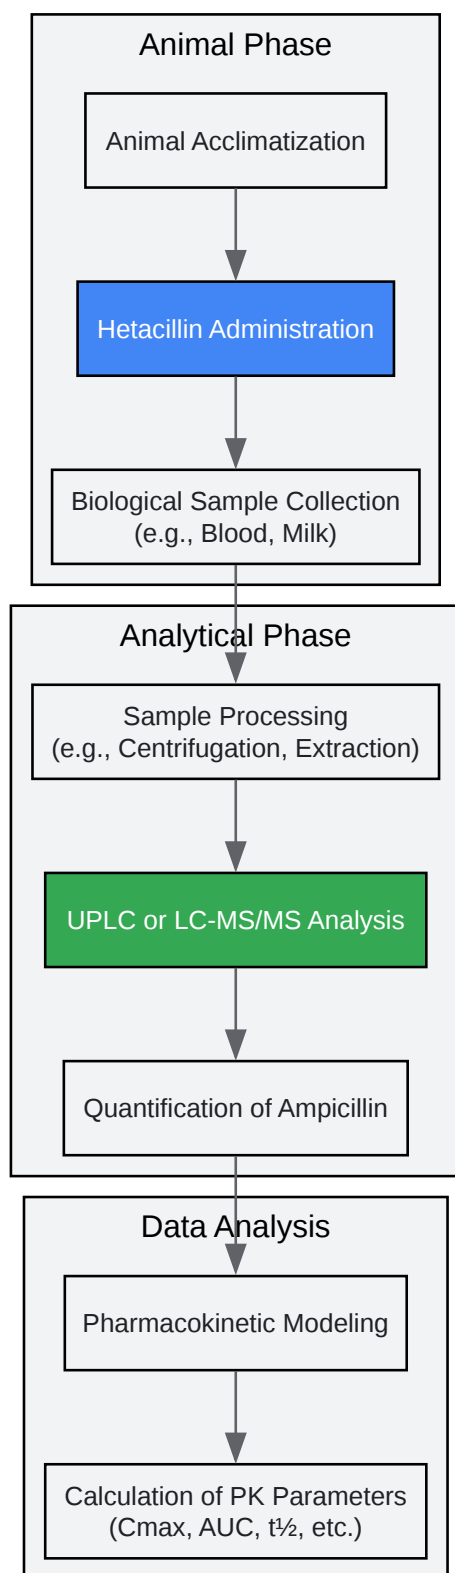 Animal Phase
Animal Acclimatization
Hetacillin Administration
Biological Sample Collection
(e.g., Blood, Milk)
Analytical Phase
Sample Processing
(e.g., Centrifugation, Extraction)
UPLC or LC-MS/MS Analysis
Quantification of Ampicillin
Data Analysis
Pharmacokinetic Modeling
Calculation of PK Parameters
(Cmax, AUC, t½, etc.)